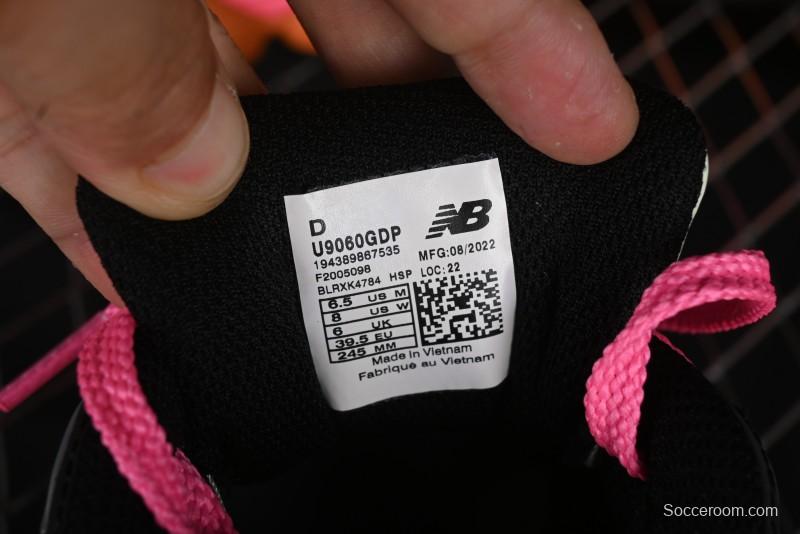 D
U9060GDP
NB
194389867535
MFG:08/2022
F2005098
LOC:22
BLRXK4784 HSP
6.5 US M
8 US W
6 UK
39.5 EU
245 MM
Made in Vietnam
Fabriqué au Vietnam
Socceroom.com